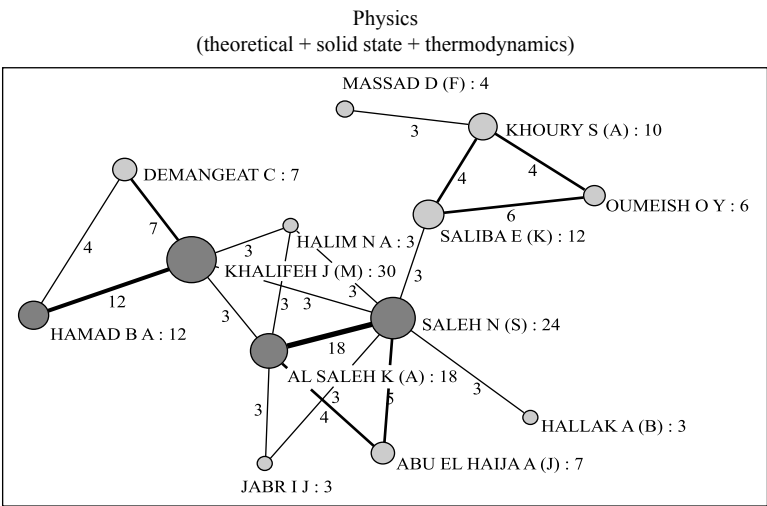 Physics
(theoretical + solid state + thermodynamics)
MASSAD D (F) : 4
3
KHOURY S (A) : 10
4
4
DEMANGEAT C : 7
OUMEISH O Y : 6
6
7
SALIBA E (K) : 12
HALIM N A : 3
4
3
KHALIFEH J (M) : 30
3
3
12
3
3
3
SALEH N (S) : 24
HAMAD B A : 12
18
AL SALEH K (A) : 18
3
3
5
3
4
HALLAK A (B) : 3
ABU EL HAIJA A (J) : 7
JABR I J : 3